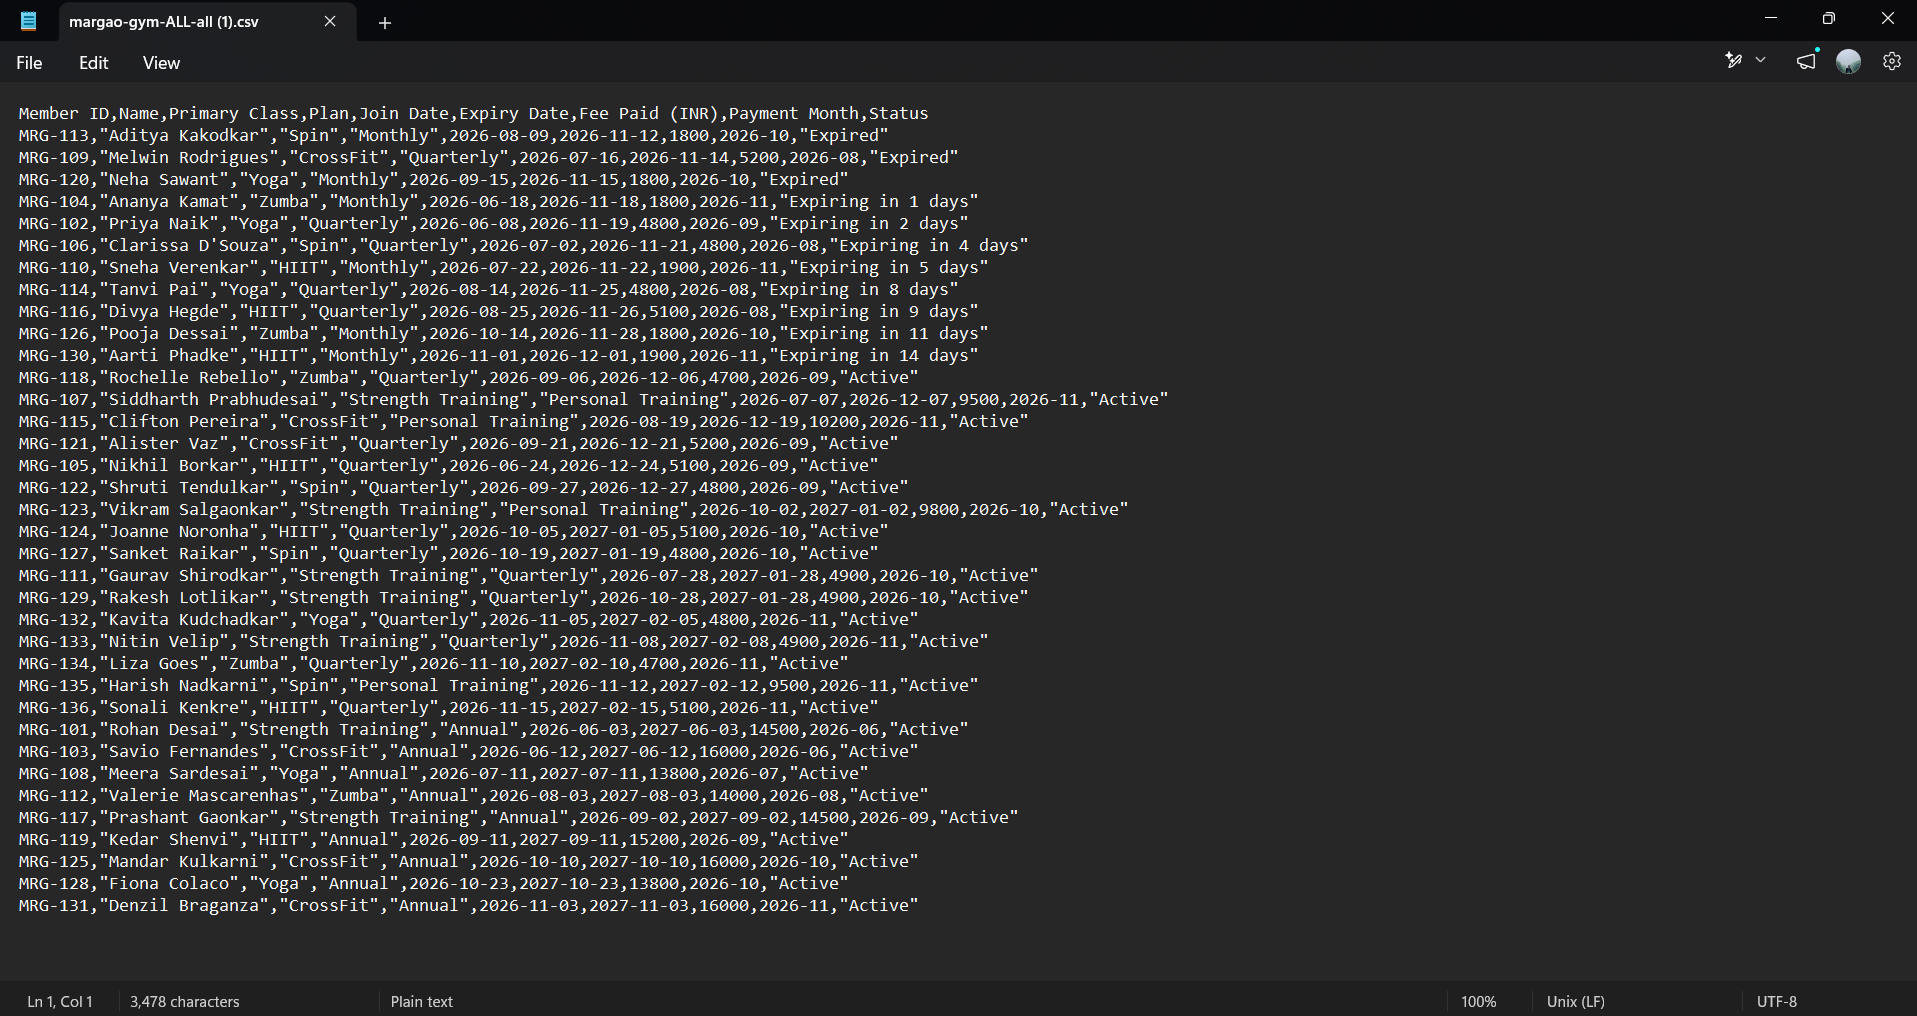 margao-gym-ALL-all (1).csv
File Edit View
Member ID,Name,Primary Class,Plan,Join Date,Expiry Date,Fee Paid (INR),Payment Month,Status
MRG-113,"Aditya Kakodkar","Spin","Monthly",2026-08-09,2026-11-12,1800,2026-10,"Expired"
MRG-109,"Melwin Rodrigues","CrossFit","Quarterly",2026-07-16,2026-11-14,5200,2026-08,"Expired"
MRG-120,"Neha Sawant","Yoga","Monthly",2026-09-15,2026-11-15,1800,2026-10,"Expired"
MRG-104,"Ananya Kamat","Zumba","Monthly",2026-06-18,2026-11-18,1800,2026-11,"Expiring in 1 days"
MRG-102,"Priya Naik","Yoga","Quarterly",2026-06-08,2026-11-19,4800,2026-09,"Expiring in 2 days"
MRG-106,"Clarissa D'Souza","Spin","Quarterly",2026-07-02,2026-11-21,4800,2026-08,"Expiring in 4 days"
MRG-110,"Sneha Verenkar","HIIT","Monthly",2026-07-22,2026-11-22,1900,2026-11,"Expiring in 5 days"
MRG-114,"Tanvi Pai","Yoga","Quarterly",2026-08-14,2026-11-25,4800,2026-08,"Expiring in 8 days"
MRG-116,"Divya Hegde","HIIT","Quarterly",2026-08-25,2026-11-26,5100,2026-08,"Expiring in 9 days"
MRG-126,"Pooja Dessai","Zumba","Monthly",2026-10-14,2026-11-28,1800,2026-10,"Expiring in 11 days"
MRG-130,"Aarti Phadke","HIIT","Monthly",2026-11-01,2026-12-01,1900,2026-11,"Expiring in 14 days"
MRG-118,"Rochelle Rebello","Zumba","Quarterly",2026-09-06,2026-12-06,4700,2026-09,"Active"
MRG-107,"Siddharth Prabhudesai","Strength Training","Personal Training",2026-07-07,2026-12-07,9500,2026-11,"Active"
MRG-115,"Clifton Pereira","CrossFit","Personal Training",2026-08-19,2026-12-19,10200,2026-11,"Active"
MRG-121,"Alister Vaz","CrossFit","Quarterly",2026-09-21,2026-12-21,5200,2026-09,"Active"
MRG-105,"Nikhil Borkar","HIIT","Quarterly",2026-06-24,2026-12-24,5100,2026-09,"Active"
MRG-122,"Shruti Tendulkar","Spin","Quarterly",2026-09-27,2026-12-27,4800,2026-09,"Active"
MRG-123,"Vikram Salgaonkar","Strength Training","Personal Training",2026-10-02,2027-01-02,9800,2026-10,"Active"
MRG-124,"Joanne Noronha","HIIT","Quarterly",2026-10-05,2027-01-05,5100,2026-10,"Active"
MRG-127,"Sanket Raikar","Spin","Quarterly",2026-10-19,2027-01-19,4800,2026-10,"Active"
MRG-111,"Gaurav Shirodkar","Strength Training","Quarterly",2026-07-28,2027-01-28,4900,2026-10,"Active"
MRG-129,"Rakesh Lotlikar","Strength Training","Quarterly",2026-10-28,2027-01-28,4900,2026-10,"Active"
MRG-132,"Kavita Kudchadkar","Yoga","Quarterly",2026-11-05,2027-02-05,4800,2026-11,"Active"
MRG-133,"Nitin Velip","Strength Training","Quarterly",2026-11-08,2027-02-08,4900,2026-11,"Active"
MRG-134,"Liza Goes","Zumba","Quarterly",2026-11-10,2027-02-10,4700,2026-11,"Active"
MRG-135,"Harish Nadkarni","Spin","Personal Training",2026-11-12,2027-02-12,9500,2026-11,"Active"
MRG-136,"Sonali Kenkre","HIIT","Quarterly",2026-11-15,2027-02-15,5100,2026-11,"Active"
MRG-101,"Rohan Desai","Strength Training","Annual",2026-06-03,2027-06-03,14500,2026-06,"Active"
MRG-103,"Savio Fernandes","CrossFit","Annual",2026-06-12,2027-06-12,16000,2026-06,"Active"
MRG-108,"Meera Sardesai","Yoga","Annual",2026-07-11,2027-07-11,13800,2026-07,"Active"
MRG-112,"Valerie Mascarenhas","Zumba","Annual",2026-08-03,2027-08-03,14000,2026-08,"Active"
MRG-117,"Prashant Gaonkar","Strength Training","Annual",2026-09-02,2027-09-02,14500,2026-09,"Active"
MRG-119,"Kedar Shenvi","HIIT","Annual",2026-09-11,2027-09-11,15200,2026-09,"Active"
MRG-125,"Mandar Kulkarni","CrossFit","Annual",2026-10-10,2027-10-10,16000,2026-10,"Active"
MRG-128,"Fiona Colaco","Yoga","Annual",2026-10-23,2027-10-23,13800,2026-10,"Active"
MRG-131,"Denzil Braganza","CrossFit","Annual",2026-11-03,2027-11-03,16000,2026-11,"Active"
Ln 1, Col 1 3,478 characters Plain text 100% Unix (LF) UTF-8